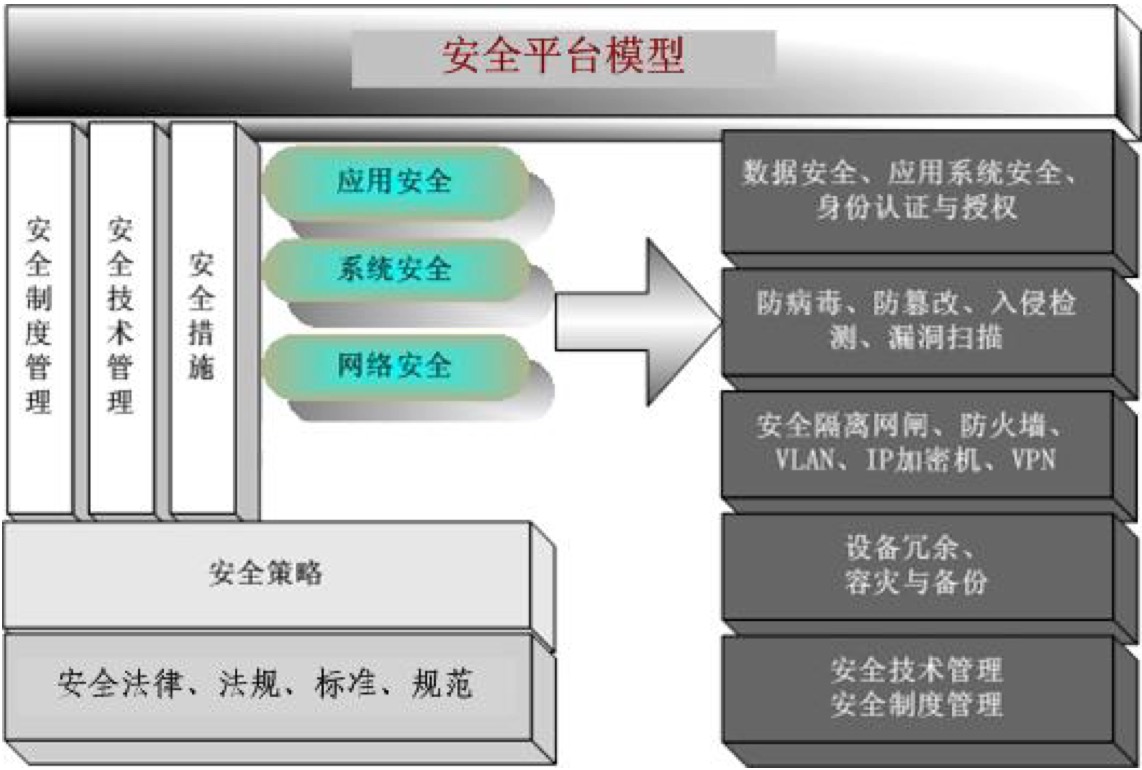 安全平台模型
安全制度管理
安全技术管理
安全措施
应用安全
系统安全
网络安全
数据安全、应用系统安全、
身份认证与授权
防病毒、防篡改、入侵检
测、漏洞扫描
安全隔离网闸、防火墙、
VLAN、IP加密机、VPN
设备冗余、
容灾与备份
安全技术管理
安全制度管理
安全策略
安全法律、法规、标准、规范